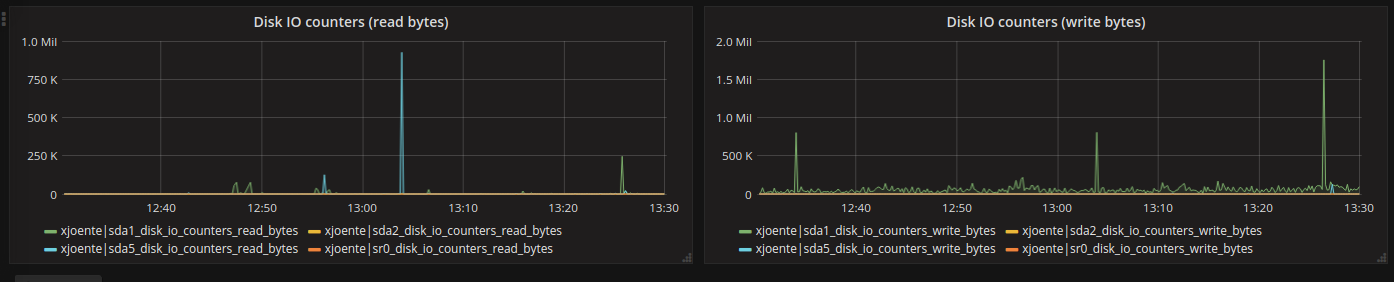 Disk IO counters (read bytes)
1.0 Mil
750 K
500 K
250 K
0
12:40 12:50 13:00 13:10 13:20 13:30
xjoente|sda1_disk_io_counters_read_bytes xjoente|sda2_disk_io_counters_read_bytes
xjoente|sda5_disk_io_counters_read_bytes xjoente|sr0_disk_io_counters_read_bytes
Disk IO counters (write bytes)
2.0 Mil
1.5 Mil
1.0 Mil
500 K
0
12:40 12:50 13:00 13:10 13:20 13:30
xjoente|sda1_disk_io_counters_write_bytes xjoente|sda2_disk_io_counters_write_bytes
xjoente|sda5_disk_io_counters_write_bytes xjoente|sr0_disk_io_counters_write_bytes